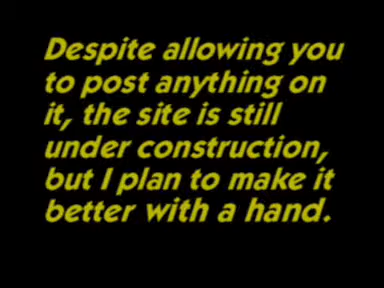 Despite allowing you
to post anything on
it, the site is still
under construction,
but I plan to make it
better with a hand.